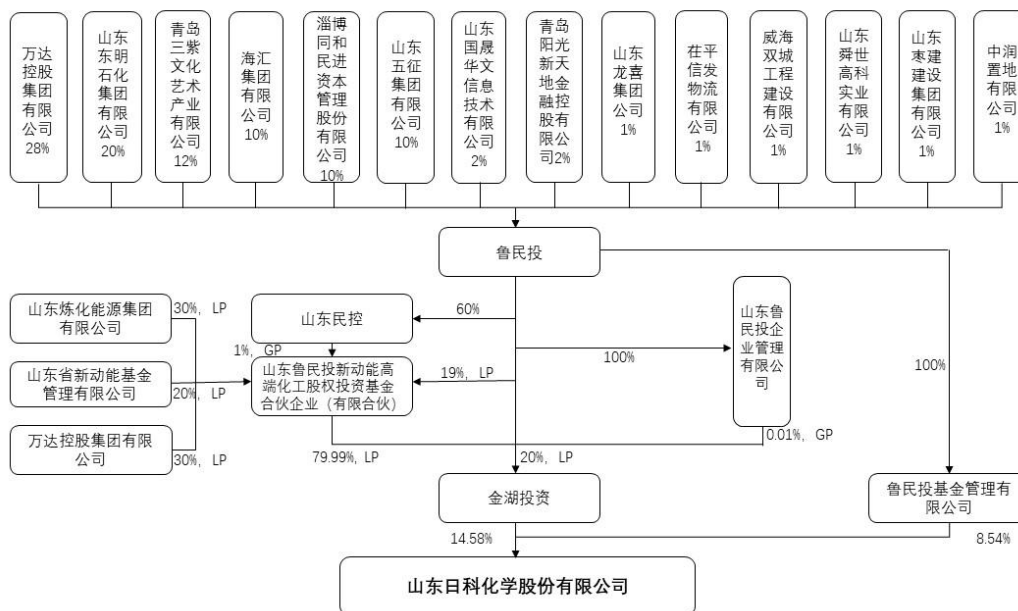 万达
控股
集团
有限
公司
28%
山东
东明
石化
集团
有限
公司
20%
青岛
三紫
文化
艺术
产业
有限
公司
12%
海汇
集团
有限
公司
10%
淄博
同和
民进
资本
管理
股份
有限
公司
10%
山东
五征
集团
有限
公司
10%
山东
国晟
华文
信息
技术
有限
公司
2%
青岛
阳光
新天
地金
融控
股有
限公
司2%
山东
龙喜
集团
公司
1%
茌平
信发
物流
有限
公司
1%
威海
双城
工程
建设
有限
公司
1%
山东
舜世
高科
实业
有限
公司
1%
山东
枣建
建设
集团
有限
公司
1%
中润
置地
有限
公司
1%
鲁民投
山东炼化能源集团
有限公司
30%, LP
山东民控
60%
山东鲁
民投企
业管理
有限公
司
100%
100%
1%, GP
山东省新动能基金
管理有限公司
20%, LP
山东鲁民投新动能高
端化工股权投资基金
合伙企业（有限合伙）
19%, LP
万达控股集团有限
公司
30%, LP
79.99%, LP
20%, LP
0.01%, GP
金湖投资
鲁民投基金管理有
限公司
14.58%
8.54%
山东日科化学股份有限公司